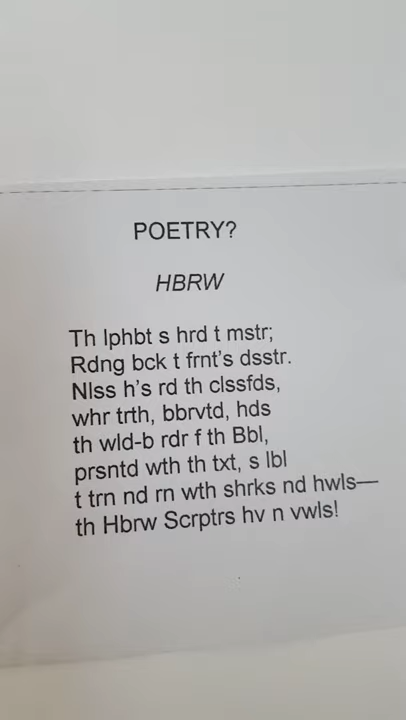 POETRY?
HBRW
Th lphbt s hrd t mstr;
Rdng bck t frnt's dsstr.
Nlss h's rd th clssfds,
whr trth, bbrvtd, hds
th wld-b rdr f th Bbl,
prsntd wth th txt, s lbl
t trn nd rn wth shrks nd hwls—
th Hbrw Scrptrs hv n vwls!